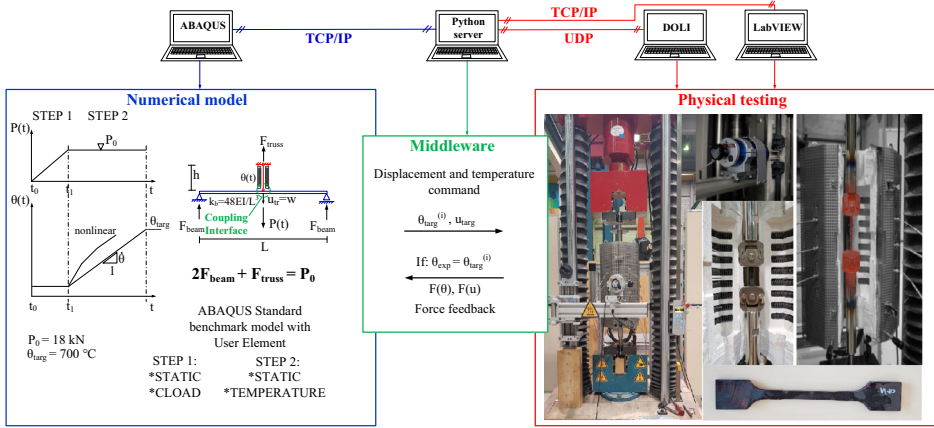 ABAQUS
TCP/IP
Python
server
TCP/IP
UDP
DOLI
LabVIEW
Numerical model
STEP 1 STEP 2
P(t)
P₀
t₀
t₁
t
θ(t)
θtarg
nonlinear
θ̇
1
t₀
t₁
t
P₀ = 18 kN
θtarg = 700 °C
Ftruss
h
θ(t)
kb=48EI/L³
utr=w
Coupling
Interface
Fbeam
P(t)
Fbeam
L
2Fbeam + Ftruss = P₀
ABAQUS Standard
benchmark model with
User Element
STEP 1:
*STATIC
*CLOAD
STEP 2:
*STATIC
*TEMPERATURE
Middleware
Displacement and temperature
command
θtarg⁽ⁱ⁾ , utarg
If: θexp = θtarg⁽ⁱ⁾
F(θ), F(u)
Force feedback
Physical testing